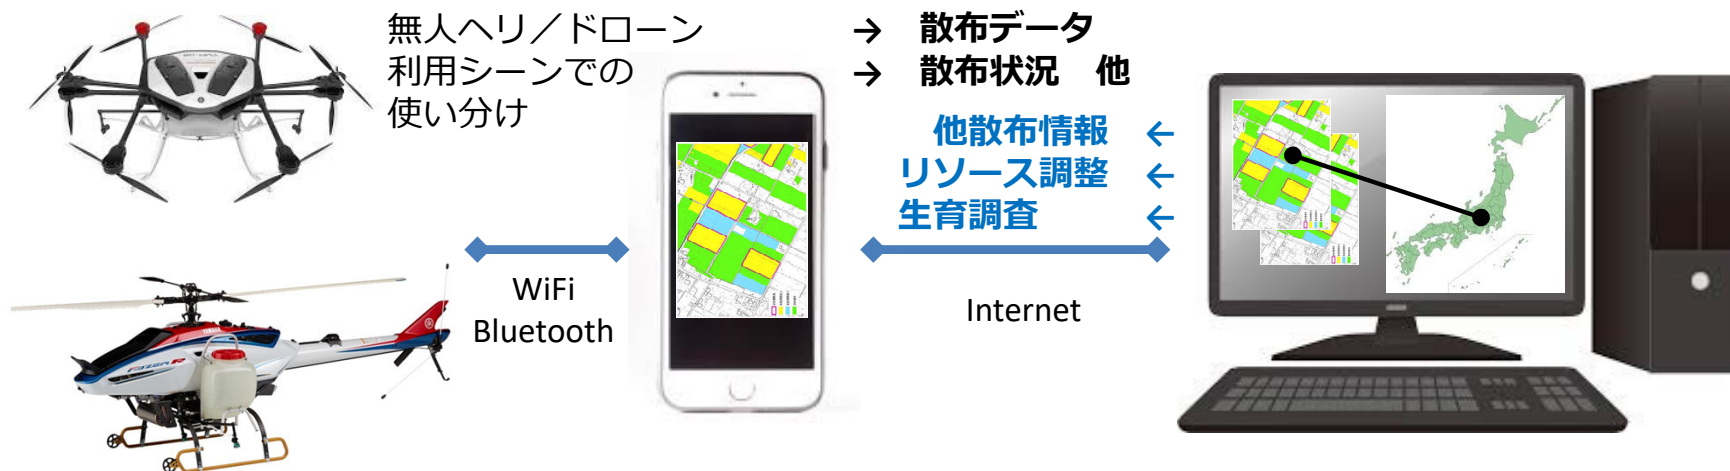 無人ヘリ／ドローン
利用シーンでの
使い分け
→ 散布データ
→ 散布状況 他
他散布情報 ←
リソース調整 ←
生育調査 ←
WiFi
Bluetooth
Internet
YAMAHA
FAZER R